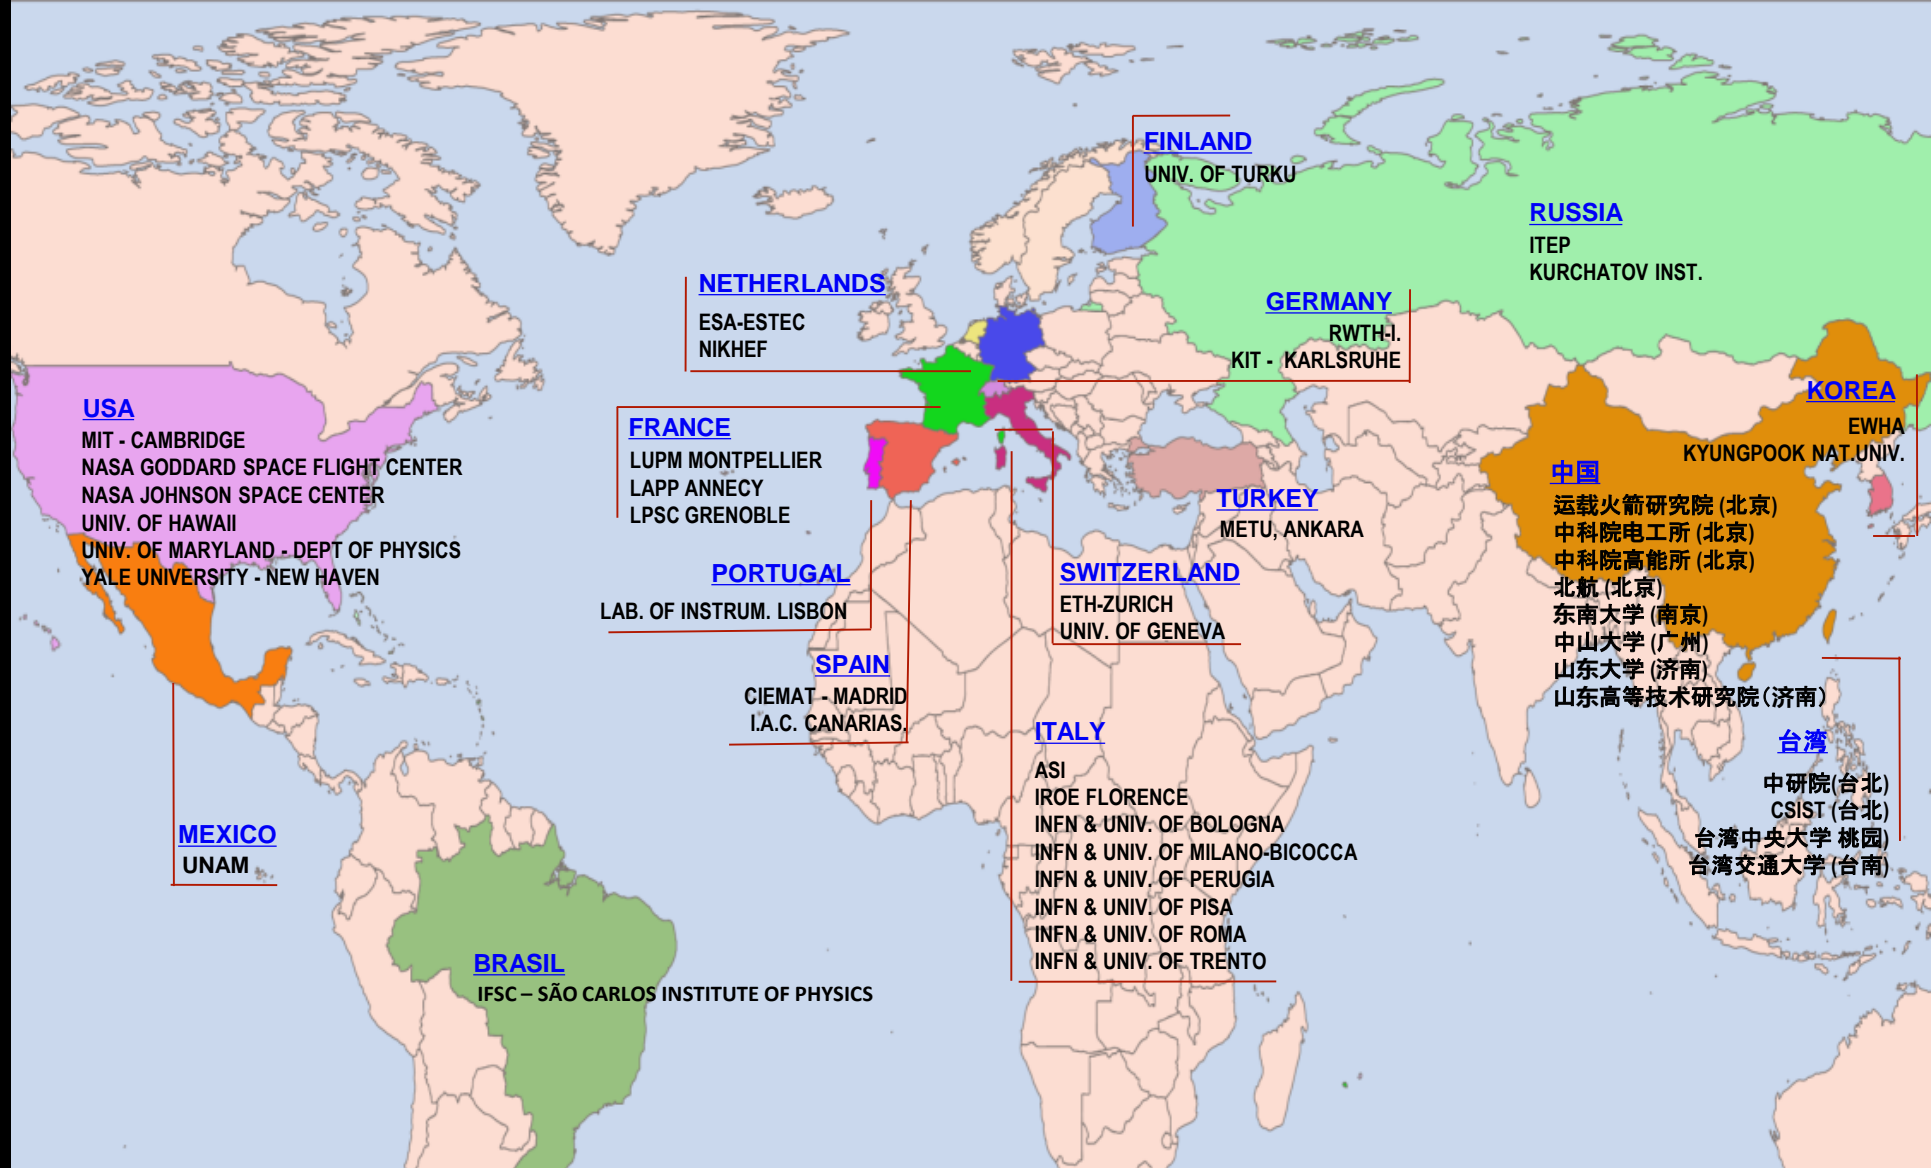 FINLAND
UNIV. OF TURKU
RUSSIA
ITEP
KURCHATOV INST.
NETHERLANDS
ESA-ESTEC
NIKHEF
GERMANY
RWTH-I.
KIT - KARLSRUHE
USA
MIT - CAMBRIDGE
NASA GODDARD SPACE FLIGHT CENTER
NASA JOHNSON SPACE CENTER
UNIV. OF HAWAII
UNIV. OF MARYLAND - DEPT OF PHYSICS
YALE UNIVERSITY - NEW HAVEN
FRANCE
LUPM MONTPELLIER
LAPP ANNECY
LPSC GRENOBLE
KOREA
EWHA
KYUNGPOOK NAT.UNIV.
TURKEY
METU, ANKARA
中国
运载火箭研究院 (北京)
中科院电工所 (北京)
中科院高能所 (北京)
北航 (北京)
东南大学 (南京)
中山大学 (广州)
山东大学 (济南)
山东高等技术研究院（济南）
PORTUGAL
LAB. OF INSTRUM. LISBON
SWITZERLAND
ETH-ZURICH
UNIV. OF GENEVA
SPAIN
CIEMAT - MADRID
I.A.C. CANARIAS.
ITALY
ASI
IROE FLORENCE
INFN & UNIV. OF BOLOGNA
INFN & UNIV. OF MILANO-BICOCCA
INFN & UNIV. OF PERUGIA
INFN & UNIV. OF PISA
INFN & UNIV. OF ROMA
INFN & UNIV. OF TRENTO
台湾
中研院(台北)
CSIST (台北)
台湾中央大学 桃园)
台湾交通大学 (台南)
MEXICO
UNAM
BRASIL
IFSC – SÃO CARLOS INSTITUTE OF PHYSICS